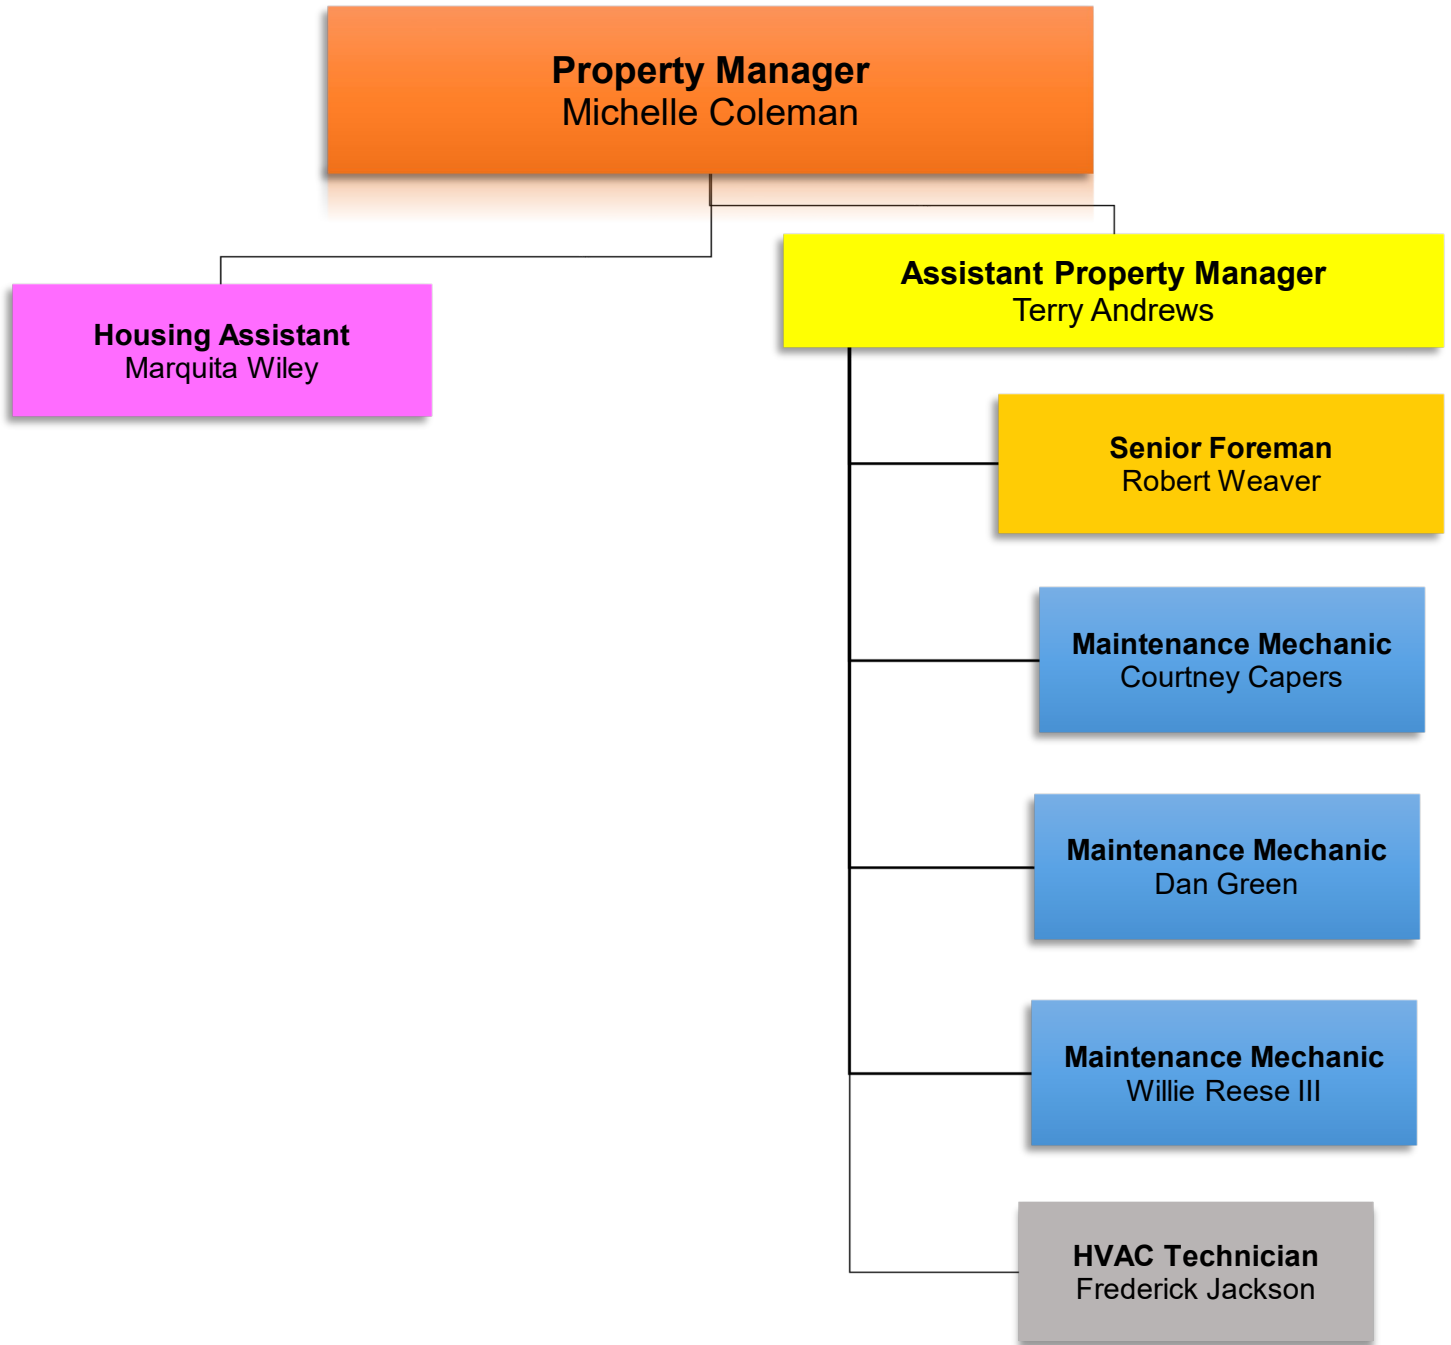 Property Manager
Michelle Coleman
Housing Assistant
Marquita Wiley
Assistant Property Manager
Terry Andrews
Senior Foreman
Robert Weaver
Maintenance Mechanic
Courtney Capers
Maintenance Mechanic
Dan Green
Maintenance Mechanic
Willie Reese III
HVAC Technician
Frederick Jackson